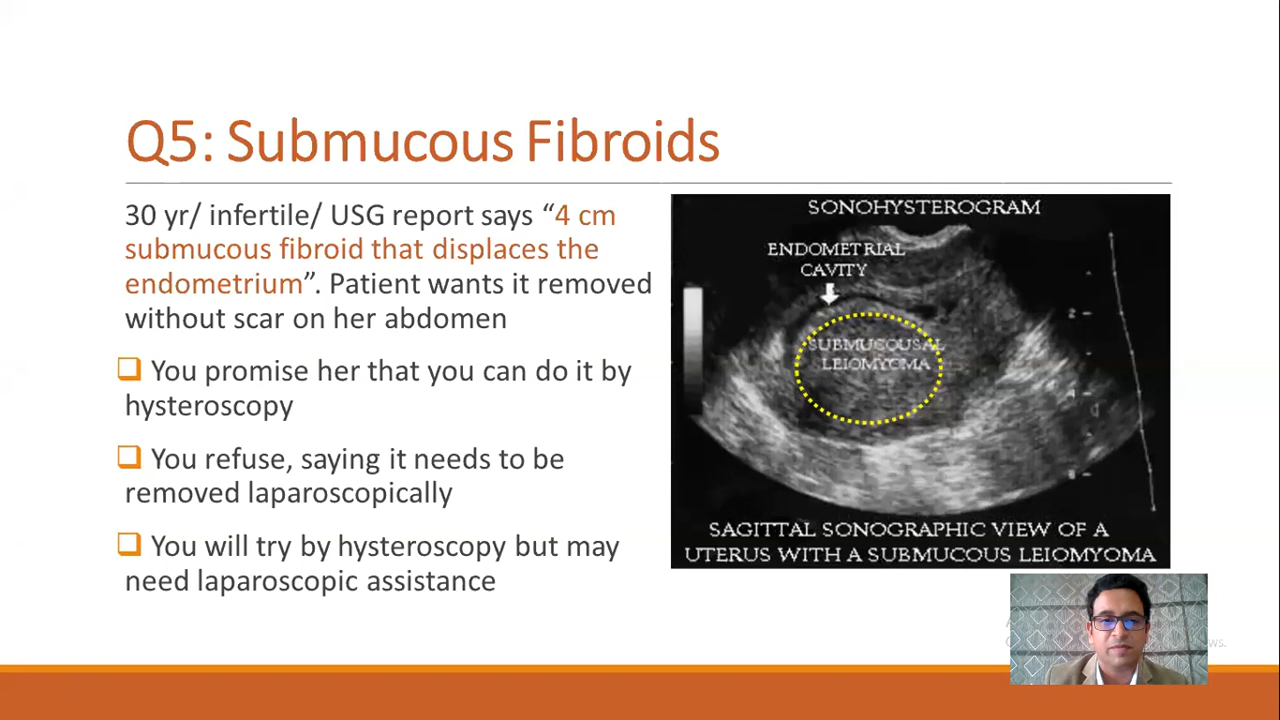 Q5: Submucous Fibroids
30 yr/ infertile/ USG report says “4 cm
submucous fibroid that displaces the
endometrium”. Patient wants it removed
without scar on her abdomen
You promise her that you can do it by
hysteroscopy
You refuse, saying it needs to be
removed laparoscopically
You will try by hysteroscopy but may
need laparoscopic assistance
SONOHYSTEROGRAM
ENDOMETRIAL
CAVITY
SUBMUCOUSAL
LEIOMYOMA
2
4
SAGITTAL SONOGRAPHIC VIEW OF A
UTERUS WITH A SUBMUCOUS LEIOMYOMA